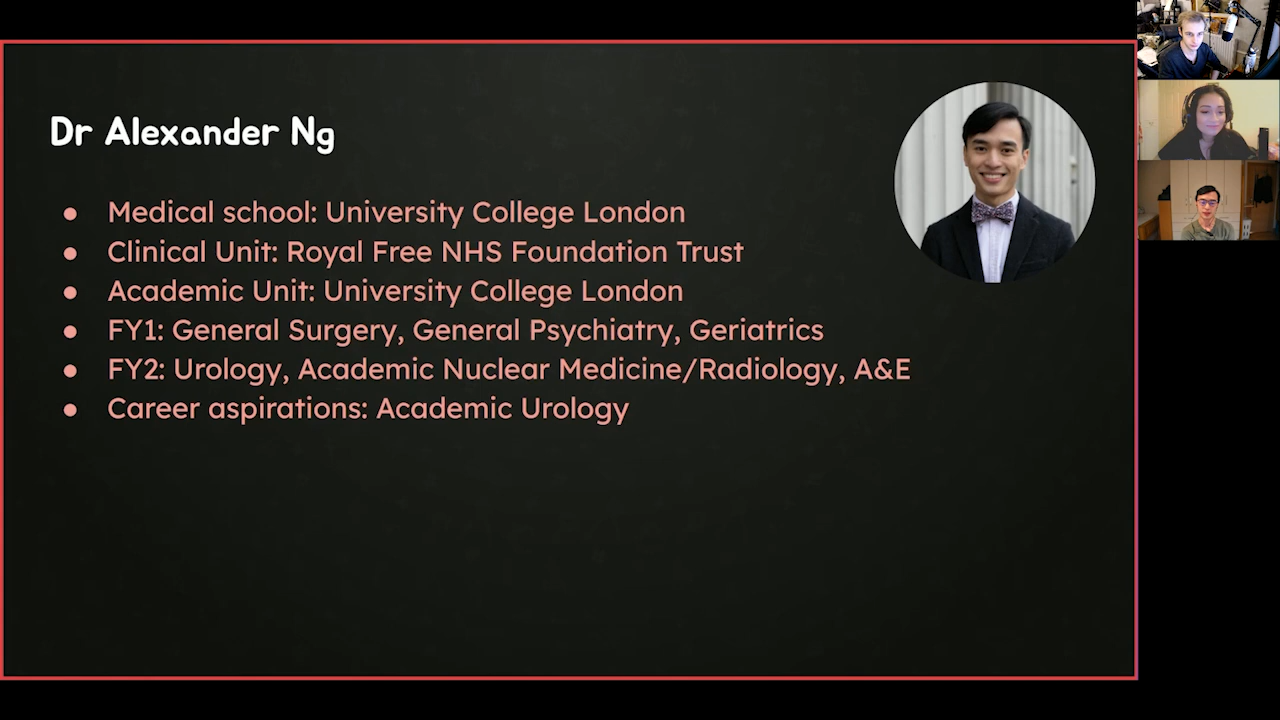 Dr Alexander Ng
● Medical school: University College London
● Clinical Unit: Royal Free NHS Foundation Trust
● Academic Unit: University College London
● FY1: General Surgery, General Psychiatry, Geriatrics
● FY2: Urology, Academic Nuclear Medicine/Radiology, A&E
● Career aspirations: Academic Urology